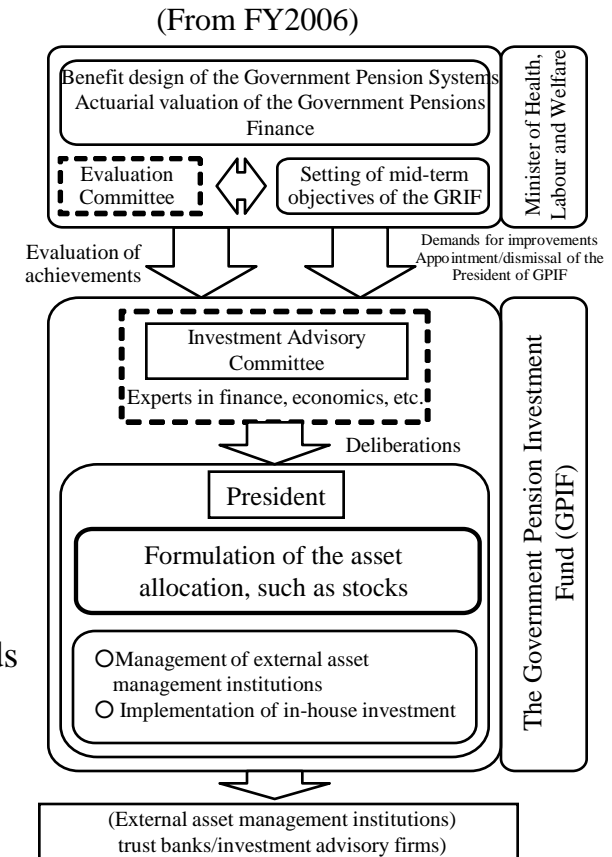 (From FY2006)
Benefit design of the Government Pension Systems
Actuarial valuation of the Government Pensions
Finance
Minister of Health,
Labour and Welfare
Evaluation
Committee
Setting of mid-term
objectives of the GRIF
Evaluation of
achievements
Demands for improvements
Appointment/dismissal of the
President of GPIF
Investment Advisory
Committee
Experts in finance, economics, etc.
Deliberations
President
Formulation of the asset
allocation, such as stocks
○Management of external asset
management institutions
○ Implementation of in-house investment
The Government Pension Investment
Fund (GPIF)
(External asset management institutions)
trust banks/investment advisory firms)